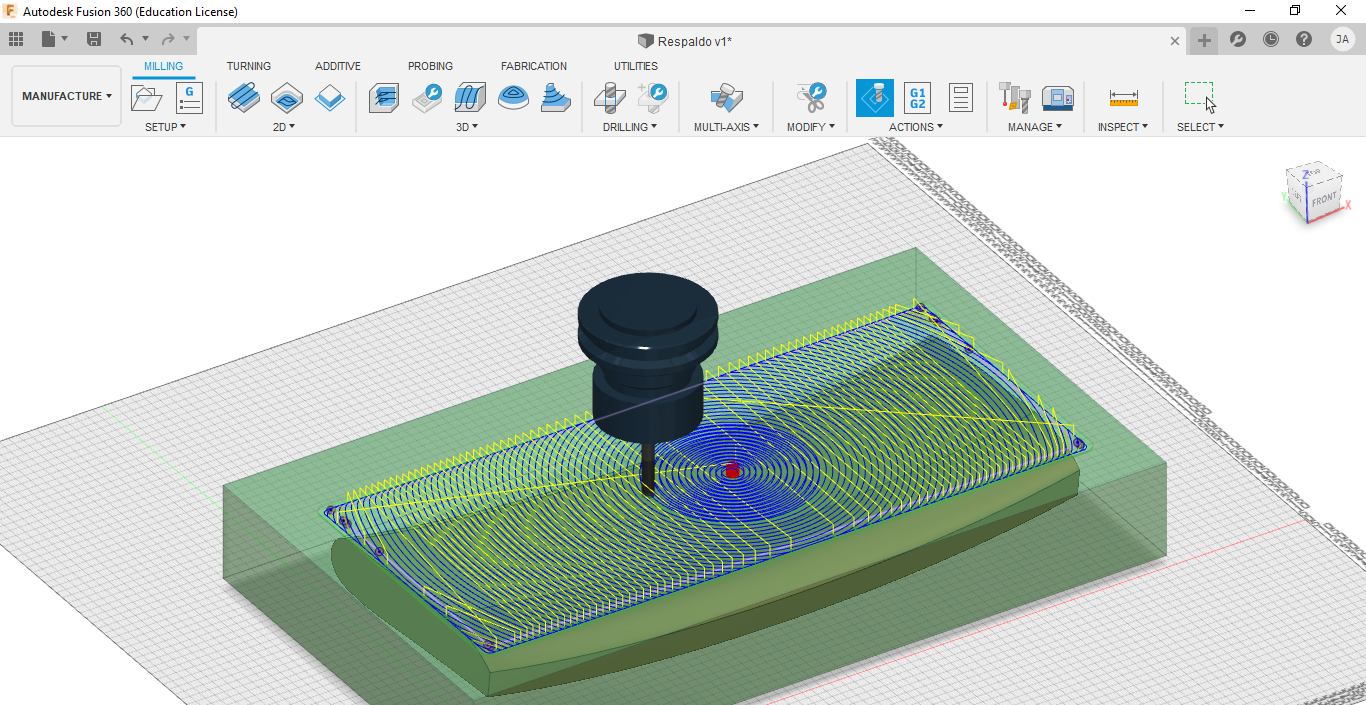 Autodesk Fusion 360 (Education License)
Respaldo v1*
JA
MILLING
TURNING
ADDITIVE
PROBING
FABRICATION
UTILITIES
MANUFACTURE
G
G1
G2
SETUP
2D
3D
DRILLING
MULTI-AXIS
MODIFY
ACTIONS
MANAGE
INSPECT
SELECT
Z
FRONT
X